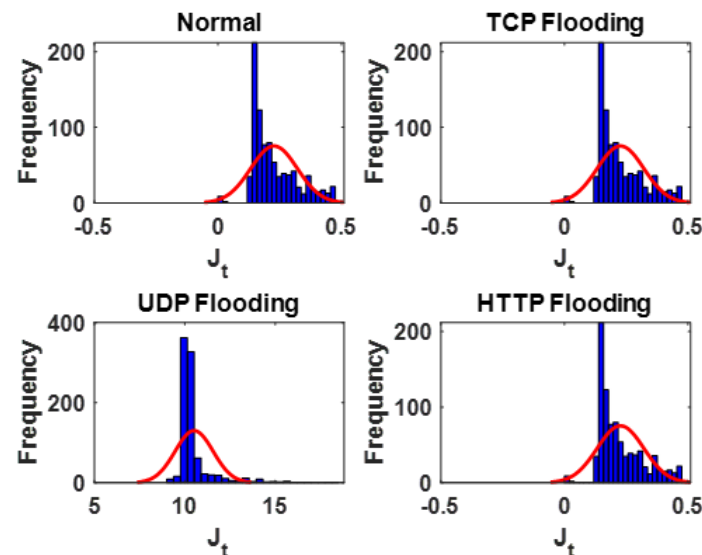 Normal
200
100
0
-0.5 0 0.5
Frequency
J_t
TCP Flooding
200
100
0
-0.5 0 0.5
Frequency
J_t
UDP Flooding
400
200
0
5 10 15
Frequency
J_t
HTTP Flooding
200
100
0
-0.5 0 0.5
Frequency
J_t